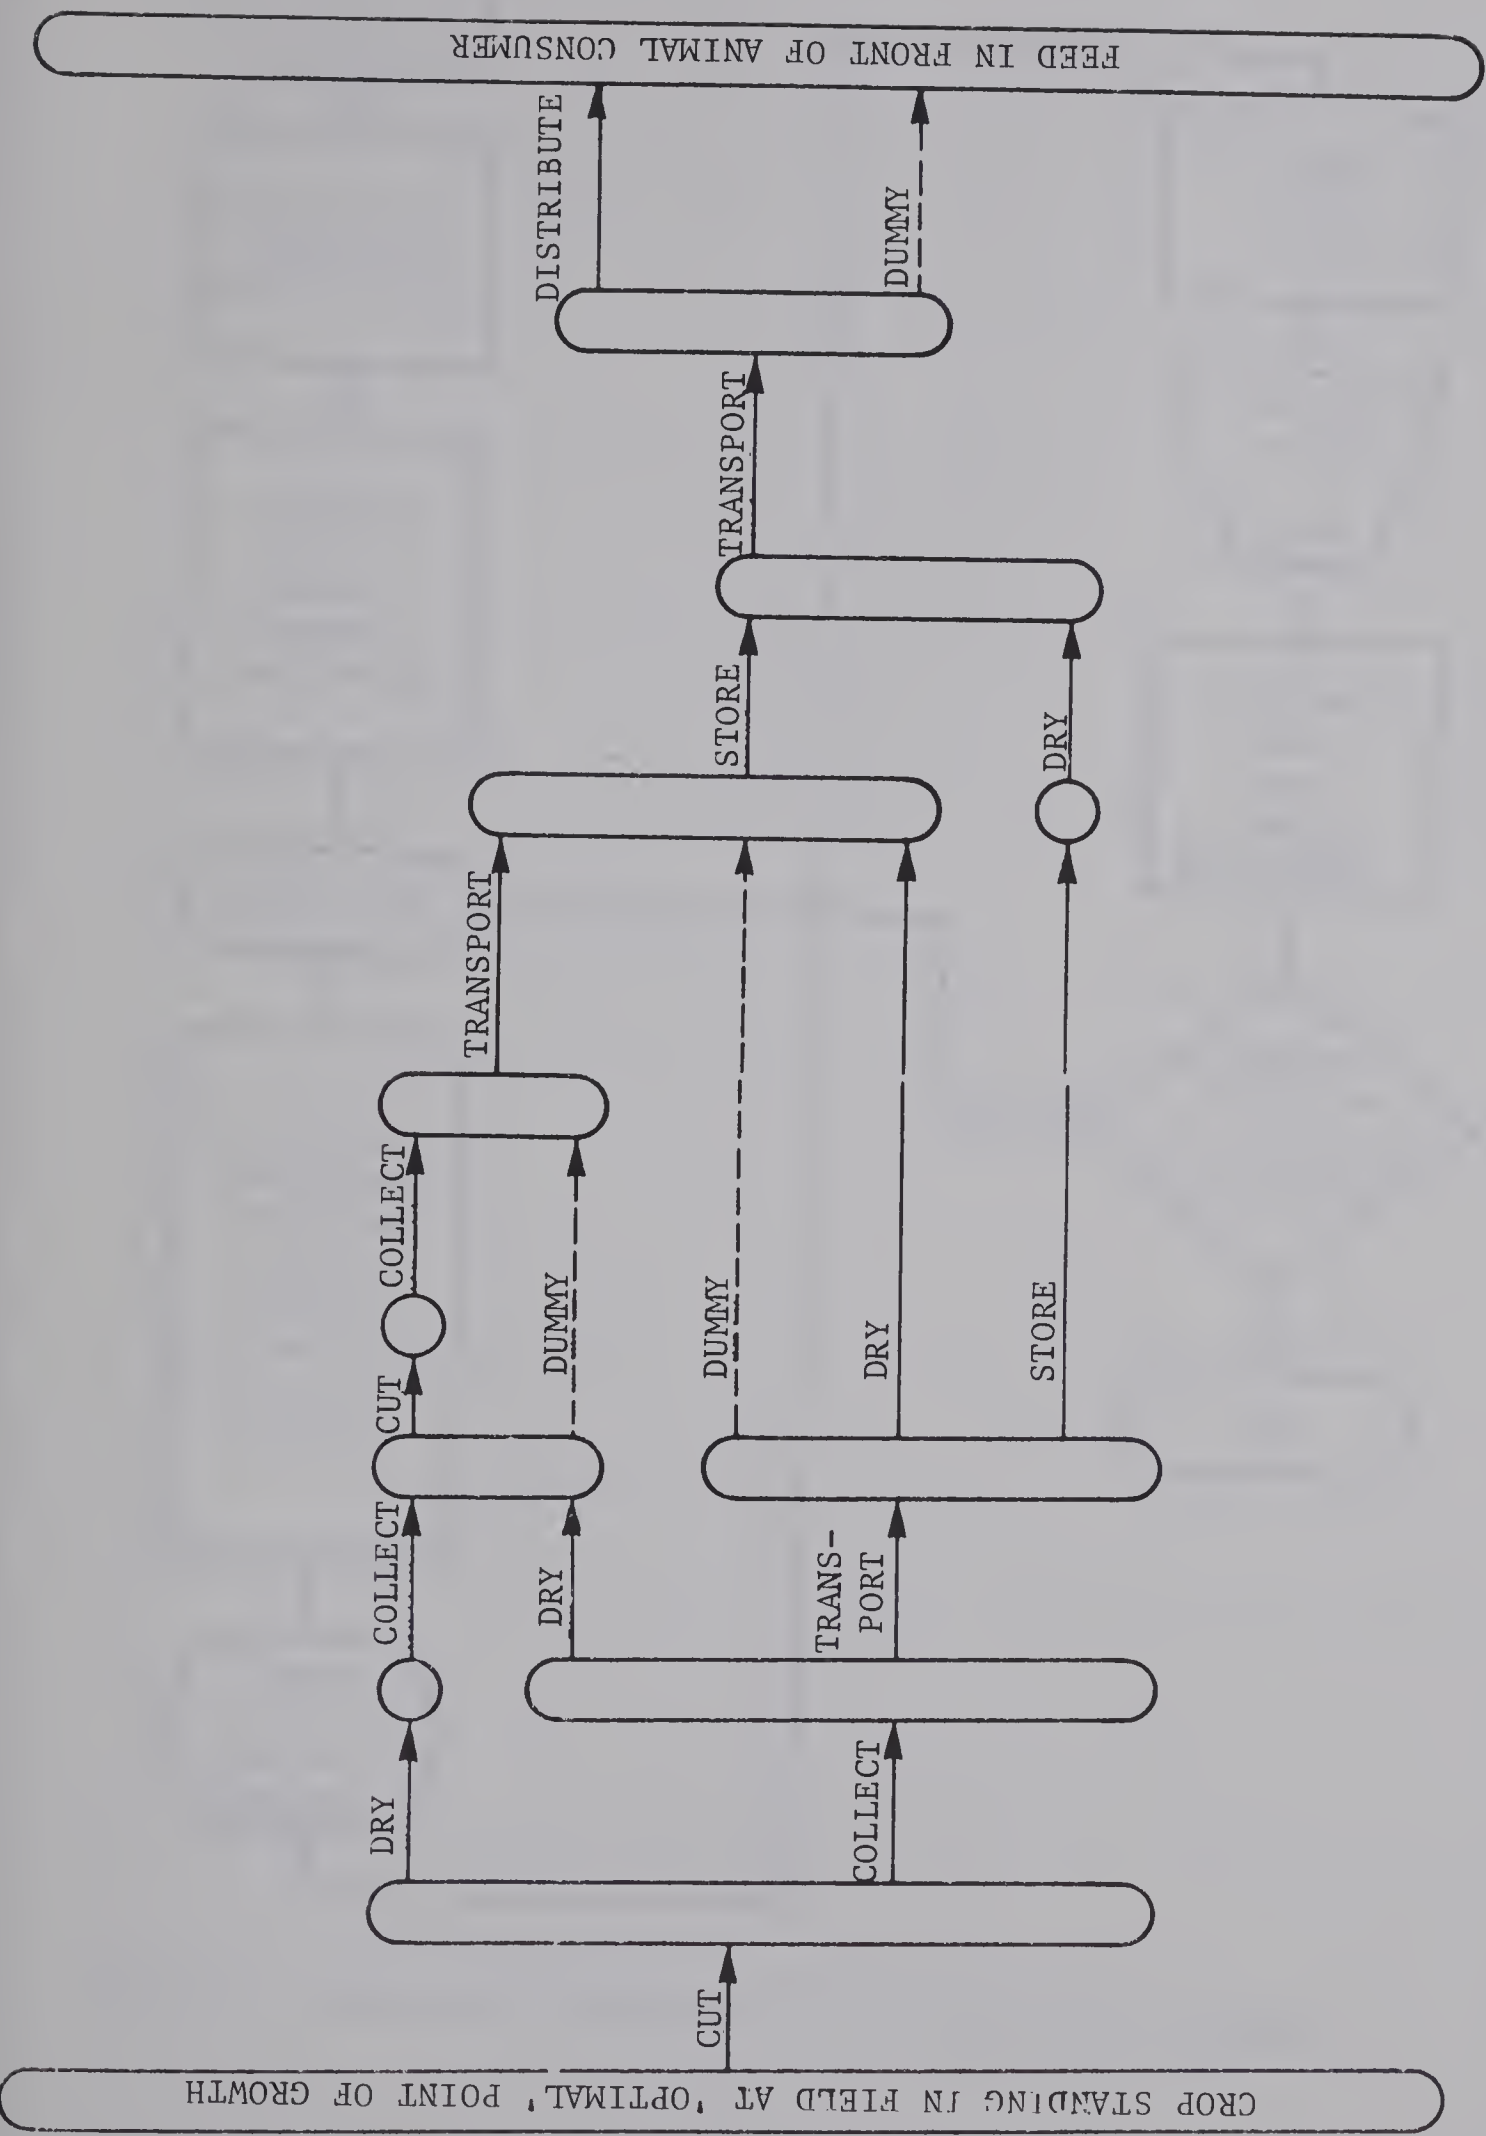 CROP STANDING IN FIELD AT 'OPTIMAL' POINT OF GROWTH
CUT
DRY
COLLECT
COLLECT
DRY
TRANS-
PORT
CUT
COLLECT
DUMMY
DUMMY
DRY
STORE
TRANSPORT
STORE
DRY
TRANSPORT
DISTRIBUTE
DUMMY
FEED IN FRONT OF ANIMAL CONSUMER